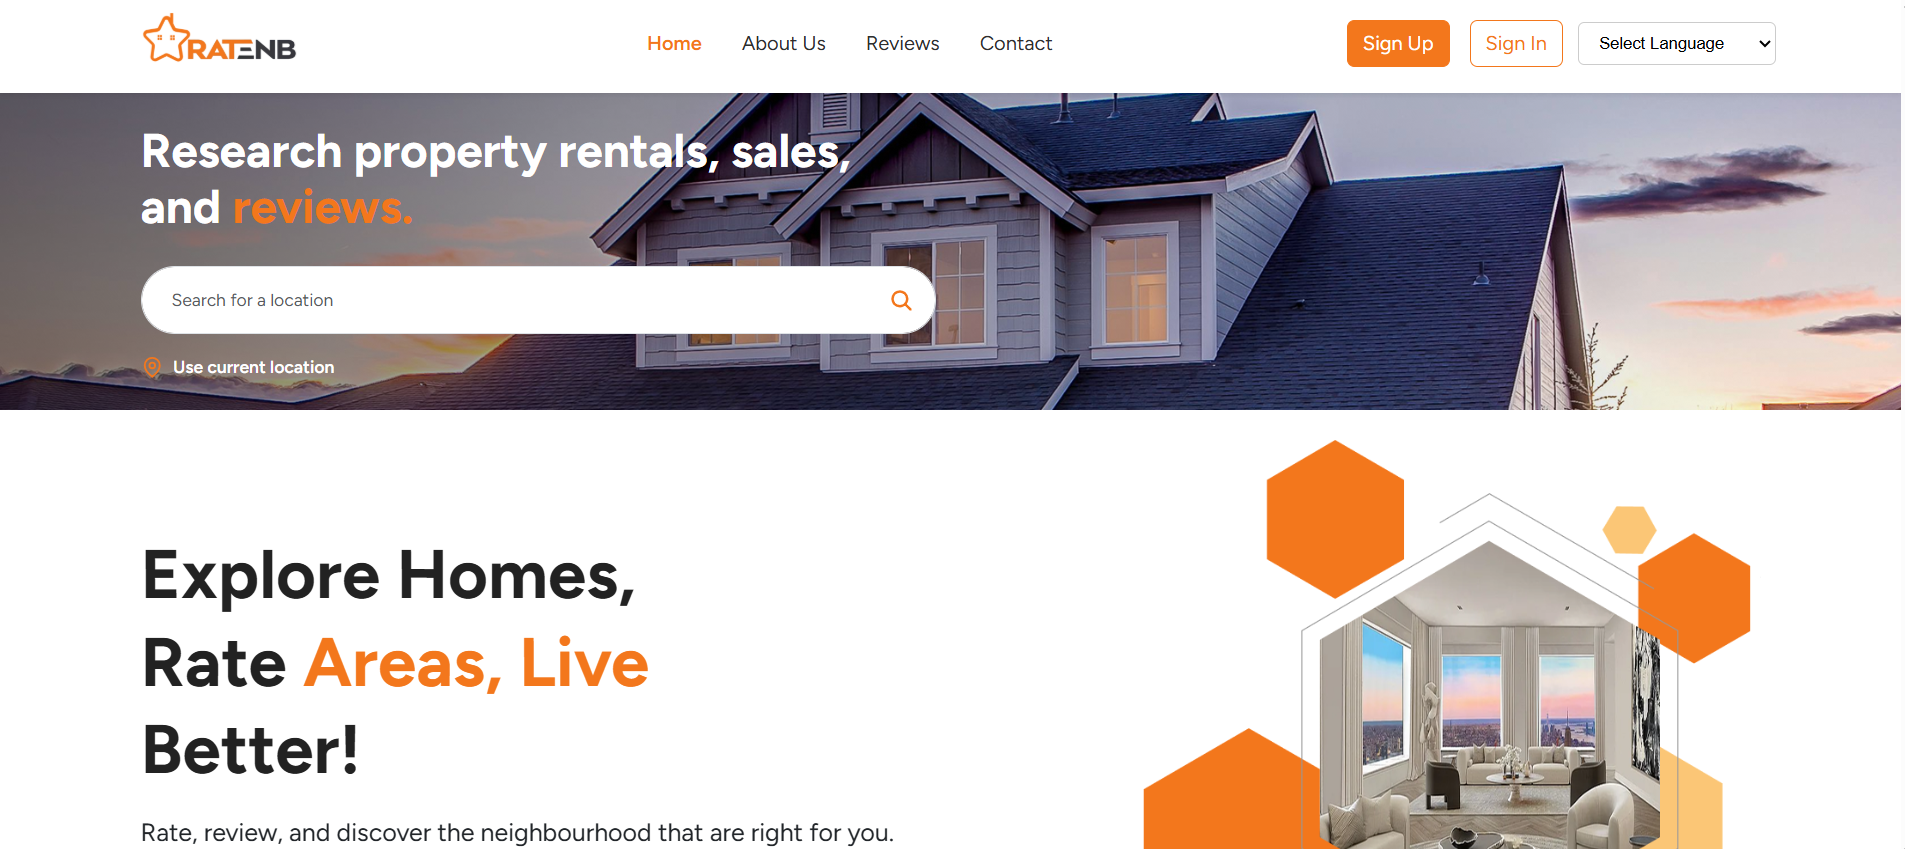 RATENB
Home
About Us
Reviews
Contact
Sign Up
Sign In
Select Language
Research property rentals, sales,
and reviews.
Search for a location
Use current location
Explore Homes,
Rate Areas, Live
Better!
Rate, review, and discover the neighbourhood that are right for you.